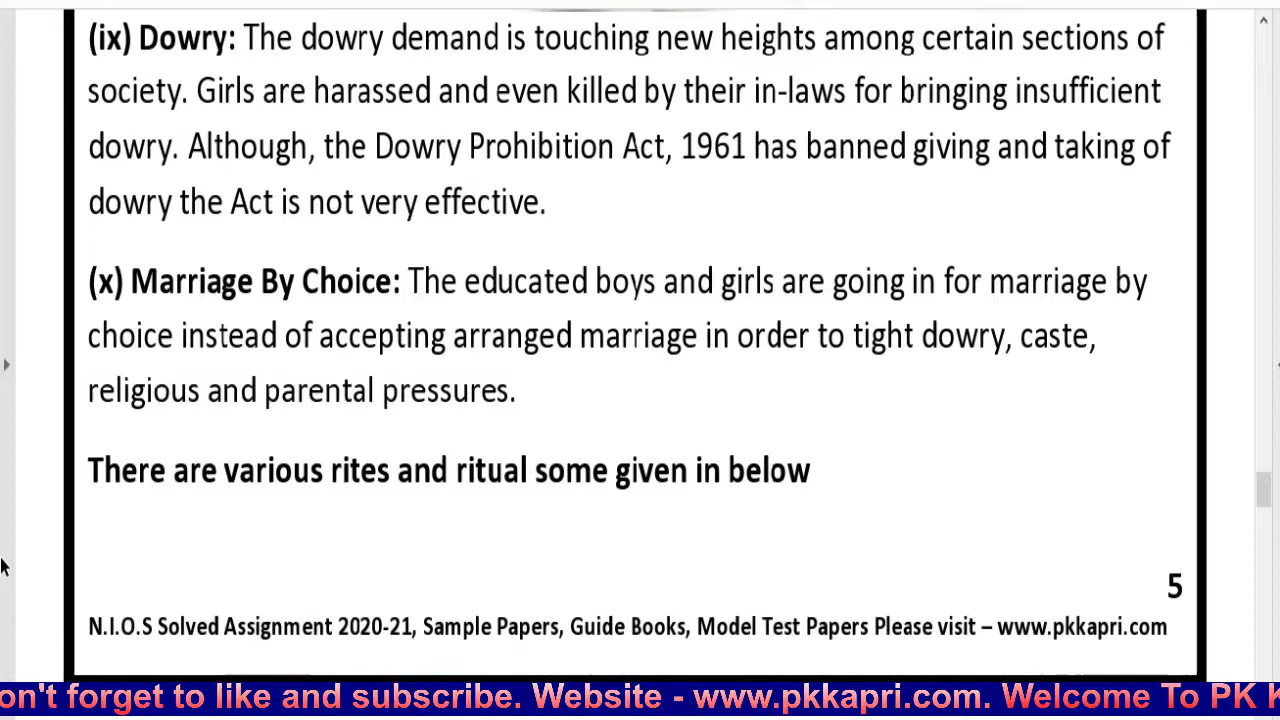 (ix) Dowry: The dowry demand is touching new heights among certain sections of
society. Girls are harassed and even killed by their in-laws for bringing insufficient
dowry. Although, the Dowry Prohibition Act, 1961 has banned giving and taking of
dowry the Act is not very effective.
(x) Marriage By Choice: The educated boys and girls are going in for marriage by
choice instead of accepting arranged marriage in order to tight dowry, caste,
religious and parental pressures.
There are various rites and ritual some given in below
5
N.I.O.S Solved Assignment 2020-21, Sample Papers, Guide Books, Model Test Papers Please visit – www.pkkapri.com
on't forget to like and subscribe. Website - www.pkkapri.com. Welcome To PK K